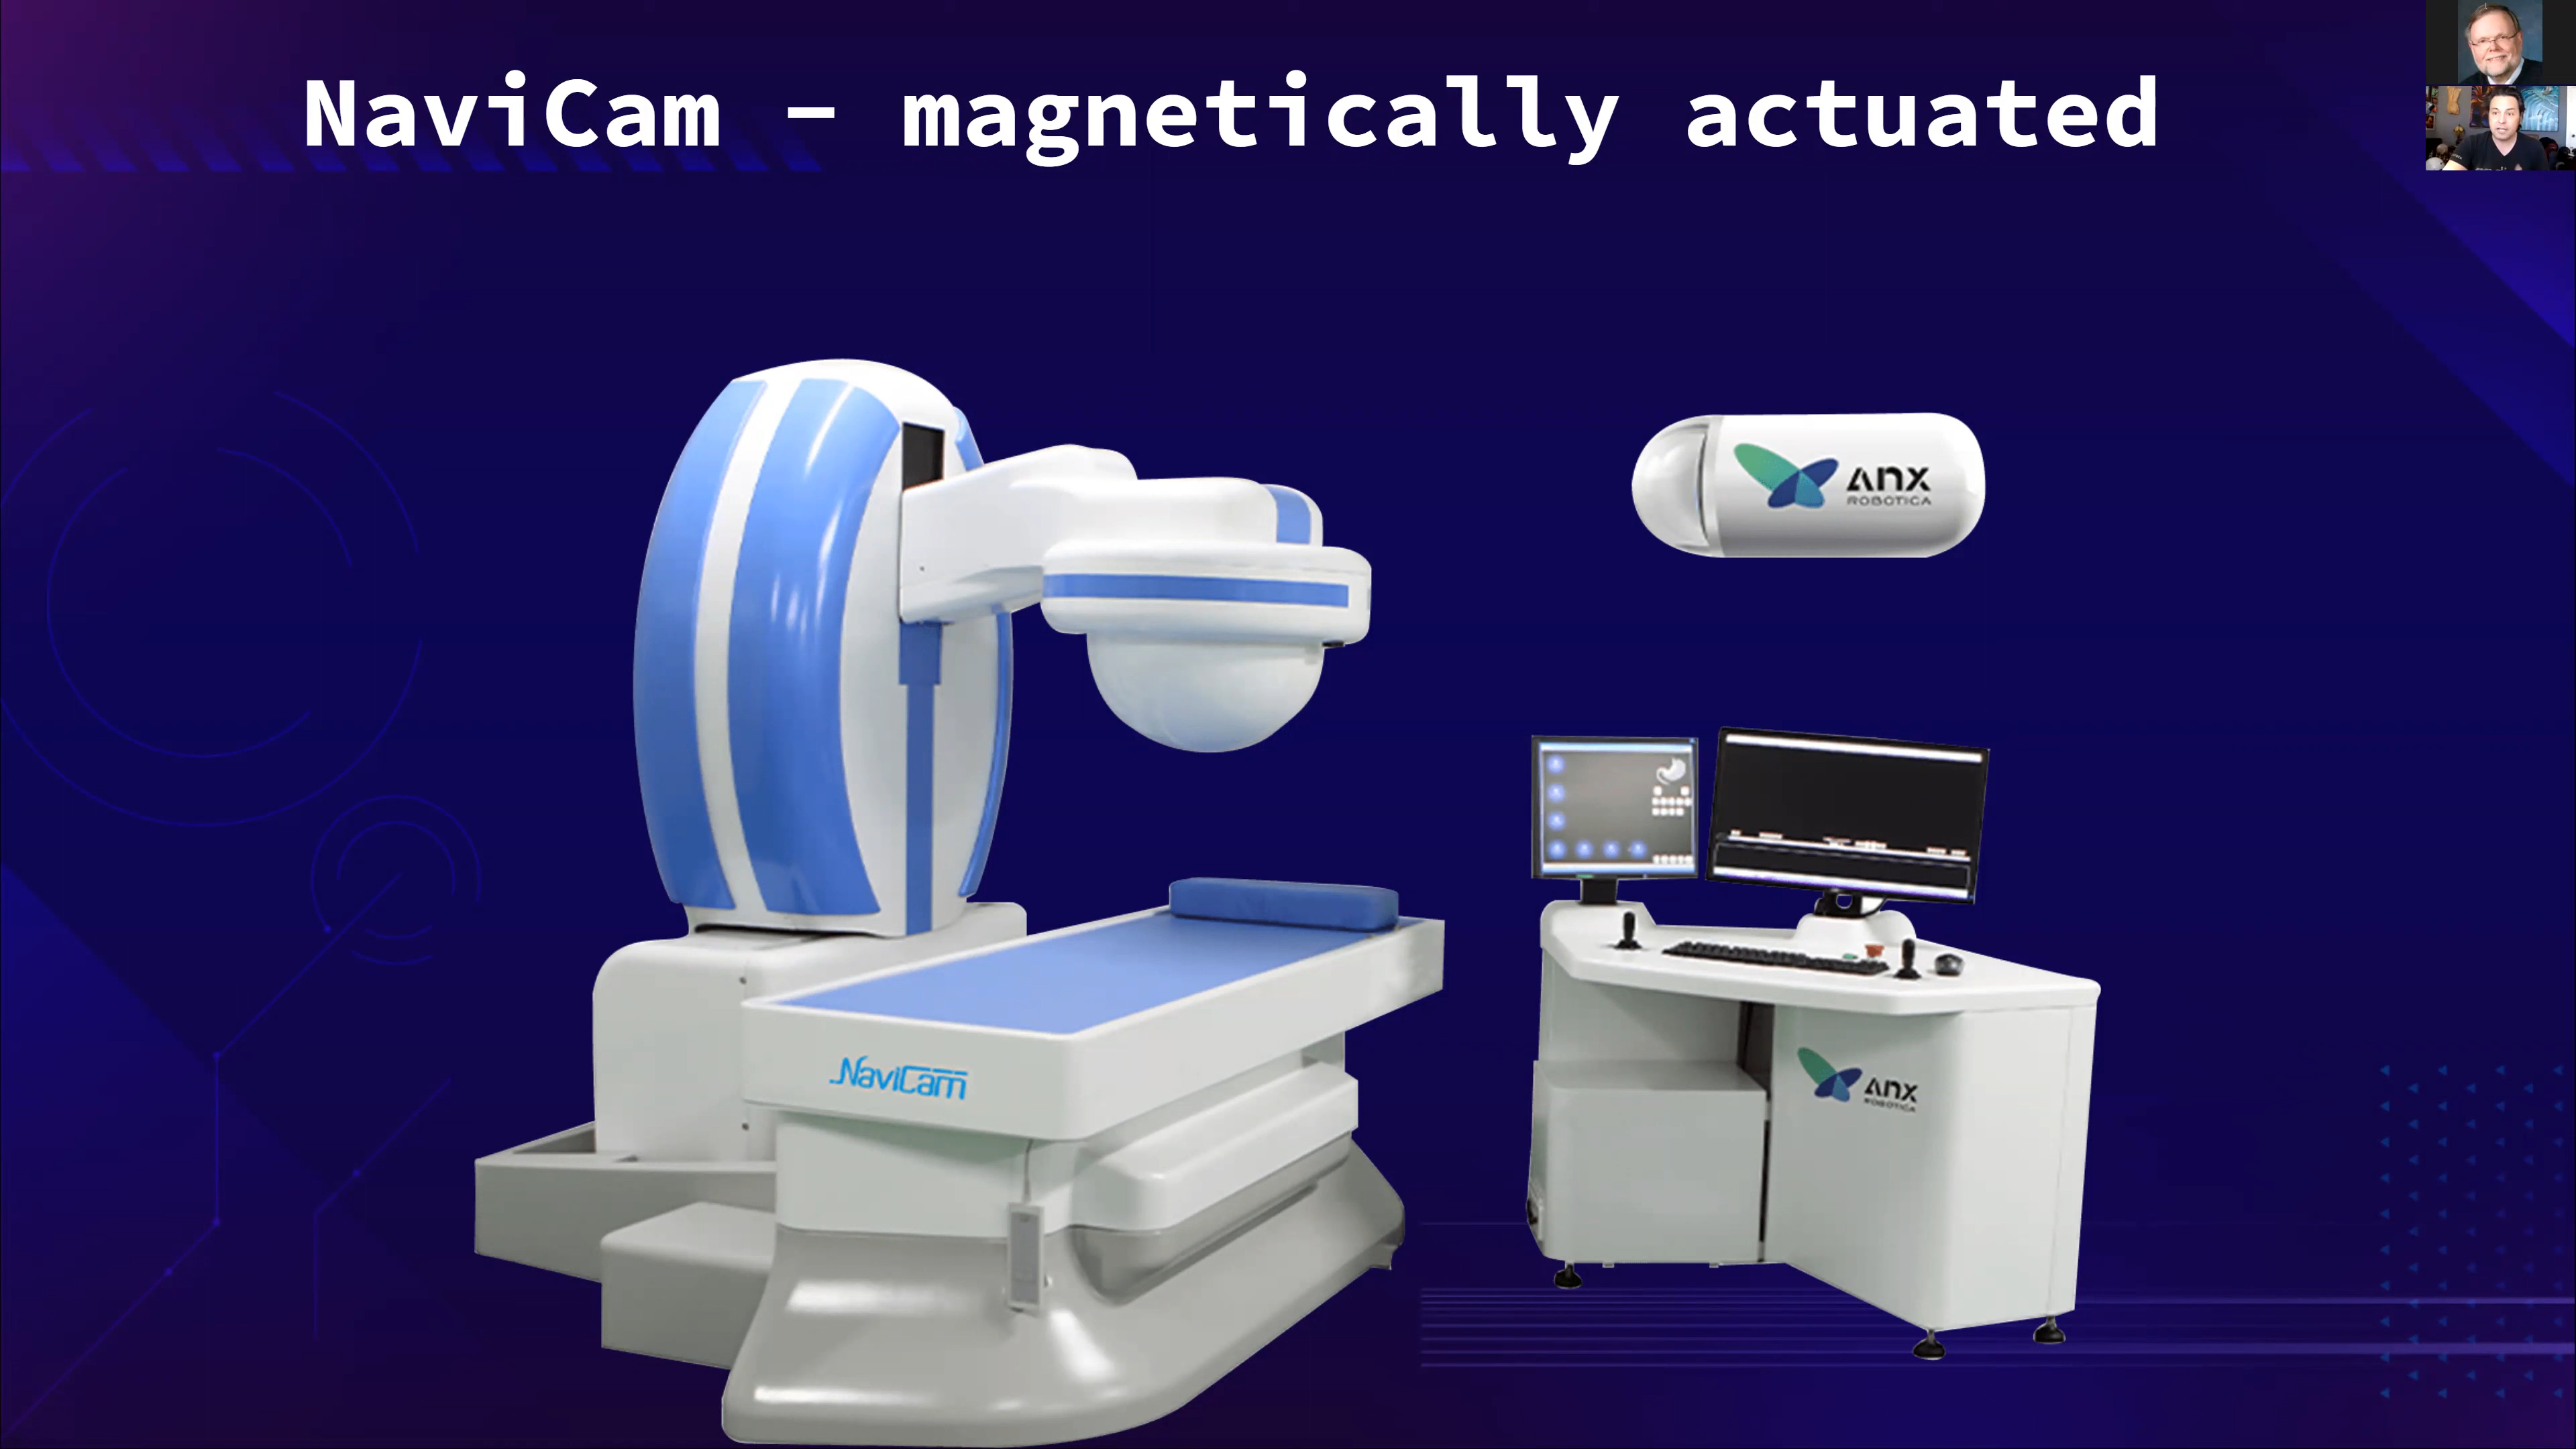 NaviCam – magnetically actuated
Anx
ROBOTICA
NaviCam
Anx
ROBOTICA